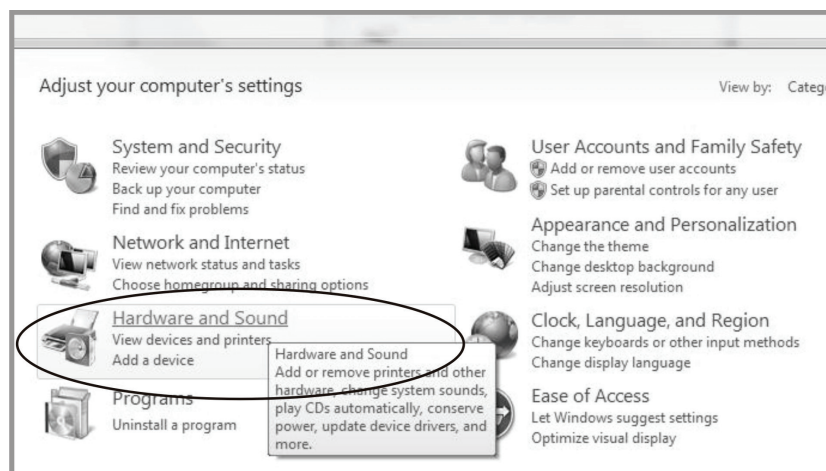 Adjust your computer's settings
View by:
System and Security
Review your computer's status
Back up your computer
Find and fix problems
Network and Internet
View network status and tasks
Choose homegroup and sharing options
Hardware and Sound
View devices and printers
Add a device
Hardware and Sound
Add or remove printers and other
hardware, change system sounds,
play CDs automatically, conserve
power, update device drivers, and
more.
Programs
Uninstall a program
User Accounts and Family Safety
Add or remove user accounts
Set up parental controls for any user
Appearance and Personalization
Change the theme
Change desktop background
Adjust screen resolution
Clock, Language, and Region
Change keyboards or other input methods
Change display language
Ease of Access
Let Windows suggest settings
Optimize visual display